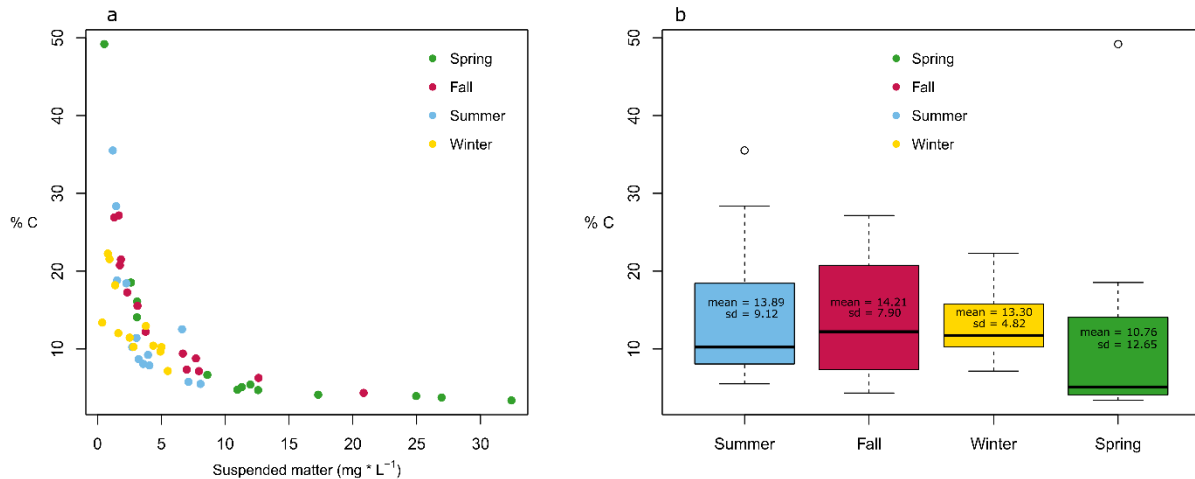 a
50
40
30
20
10
% C
Spring
Fall
Summer
Winter
0 5 10 15 20 25 30
Suspended matter (mg * L⁻¹)
b
50
40
30
20
10
% C
Spring
Fall
Summer
Winter
mean = 13.89
sd = 9.12
mean = 14.21
sd = 7.90
mean = 13.30
sd = 4.82
mean = 10.76
sd = 12.65
Summer Fall Winter Spring